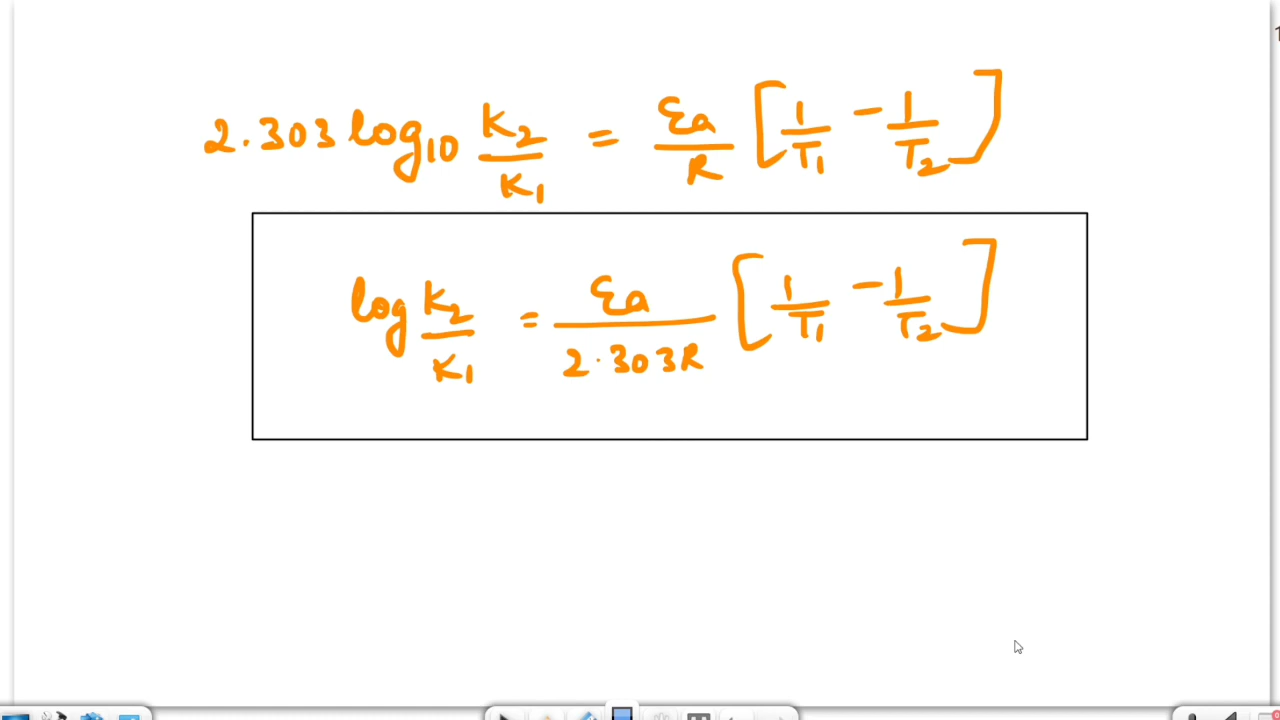 2.303 log10 K2/K1 = Ea/R [1/T1 - 1/T2]
log K2/K1 = Ea/2.303R [1/T1 - 1/T2]